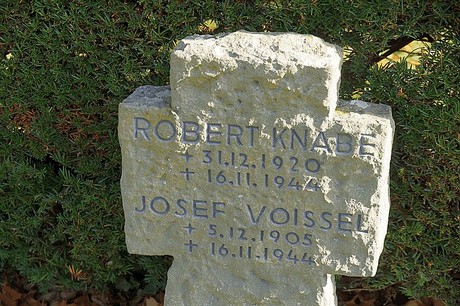 ROBERT KNABE
+ 31.12.1920
+ 16.11.1944
JOSEF VOISSEL
+ 5.12.1905
+ 16.11.1944